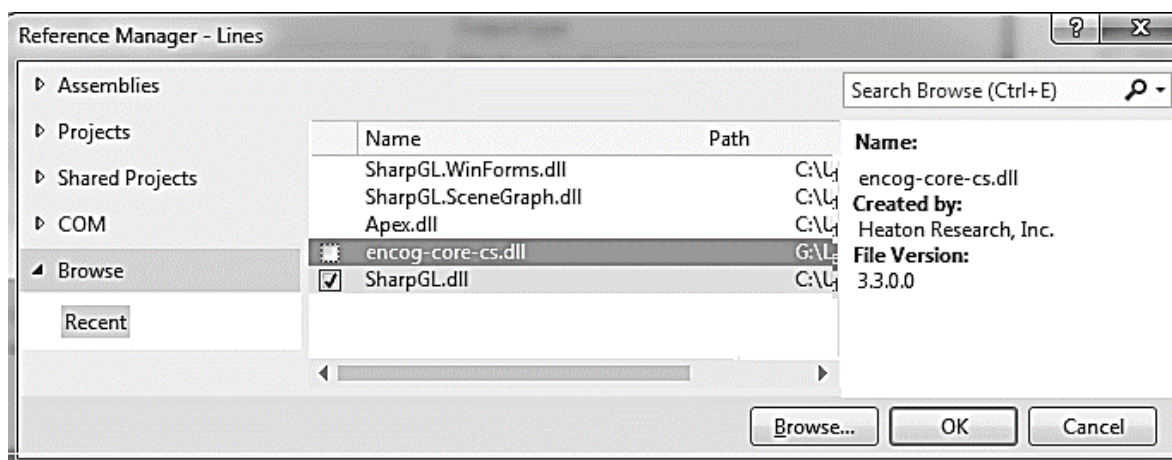 Reference Manager - Lines
Assemblies
Projects
Shared Projects
COM
Browse
Recent
Name Path
SharpGL.WinForms.dll C:\U
SharpGL.SceneGraph.dll C:\U
Apex.dll C:\U
encog-core-cs.dll G:\L
SharpGL.dll C:\U
Search Browse (Ctrl+E)
Name:
encog-core-cs.dll
Created by:
Heaton Research, Inc.
File Version:
3.3.0.0
Browse... OK Cancel